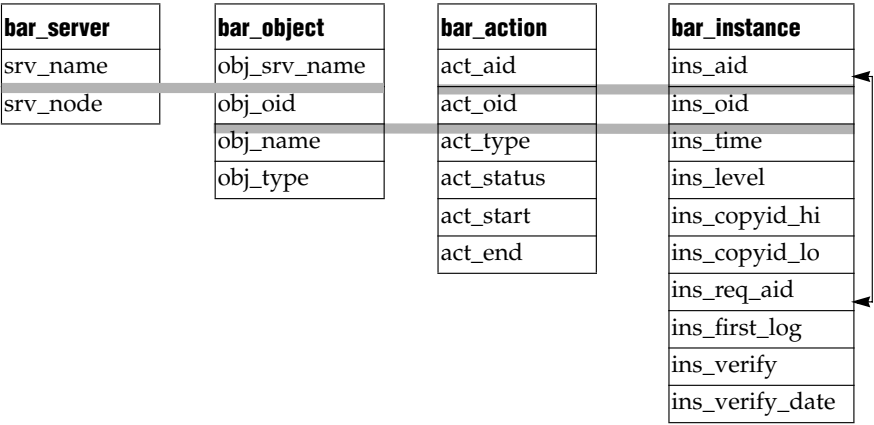 bar_server
srv_name
srv_node
bar_object
obj_srv_name
obj_oid
obj_name
obj_type
bar_action
act_aid
act_oid
act_type
act_status
act_start
act_end
bar_instance
ins_aid
ins_oid
ins_time
ins_level
ins_copyid_hi
ins_copyid_lo
ins_req_aid
ins_first_log
ins_verify
ins_verify_date